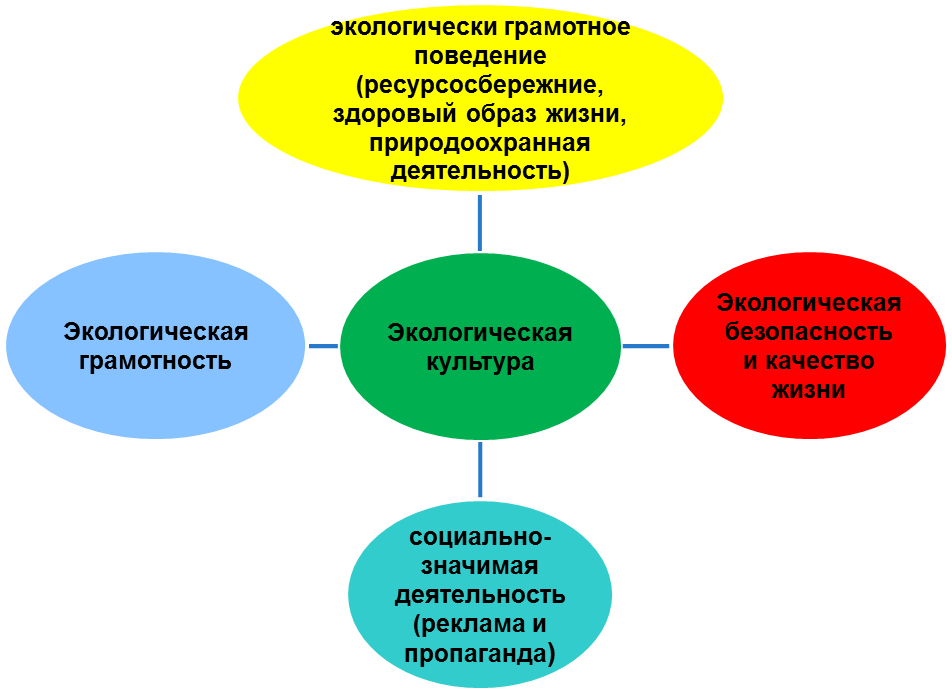 экологически грамотное
поведение
(ресурсосбережние,
здоровый образ жизни,
природоохранная
деятельность)
Экологическая
грамотность
Экологическая
культура
Экологическая
безопасность
и качество
жизни
социально-
значимая
деятельность
(реклама и
пропаганда)